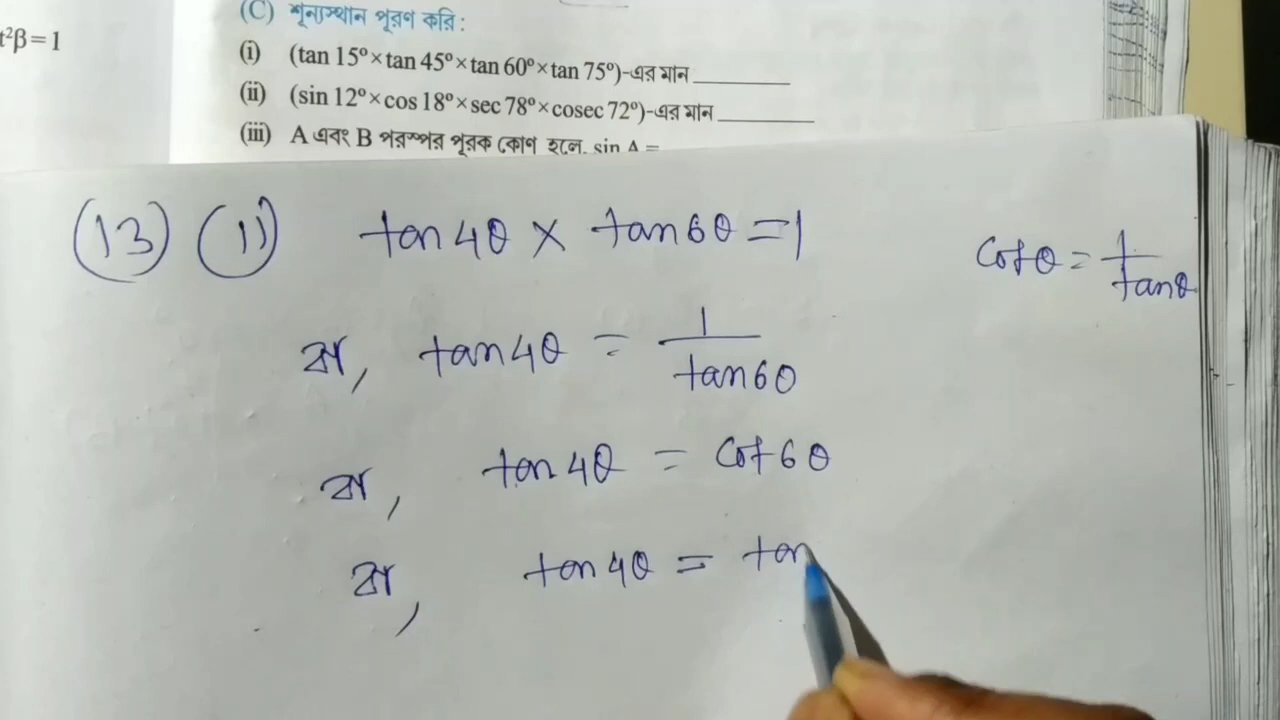 t²β=1
(C) শূন্যস্থান পূরণ করি :
(i) (tan 15°×tan 45°×tan 60°×tan 75°)-এর মান ________
(ii) (sin 12°×cos 18°×sec 78°×cosec 72°)-এর মান ________
(iii) A এবং B পরস্পর পূরক কোণ হলে, sin A =
(13) (ii) tan 4θ × tan 6θ = 1
cot θ = 1/tan θ
বা, tan 4θ = 1/tan 6θ
বা, tan 4θ = cot 6θ
বা, tan 4θ = tan